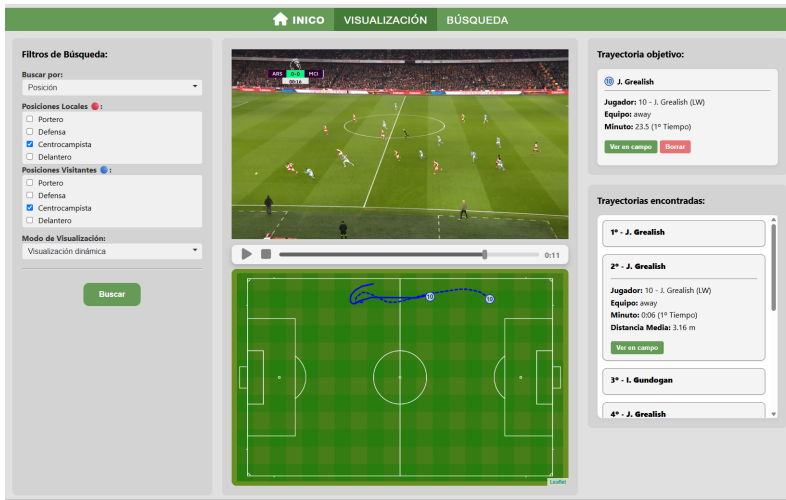 INICO
VISUALIZACIÓN
BÚSQUEDA
Filtros de Búsqueda:
Buscar por:
Posición
Posiciones Locales :
Portero
Defensa
Centrocampista
Delantero
Posiciones Visitantes :
Portero
Defensa
Centrocampista
Delantero
Modo de Visualización:
Visualización dinámica
Buscar
ARS 0-0 MCI
00:16
0:11
10
10
Leaflet
Trayectoria objetivo:
10 J. Grealish
Jugador: 10 - J. Grealish (LW)
Equipo: away
Minuto: 23.5 (1º Tiempo)
Ver en campo Borrar
Trayectorias encontradas:
1º - J. Grealish
2º - J. Grealish
Jugador: 10 - J. Grealish (LW)
Equipo: away
Minuto: 0:06 (1º Tiempo)
Distancia Media: 3.16 m
Ver en campo
3º - I. Gundogan
4º - J. Grealish